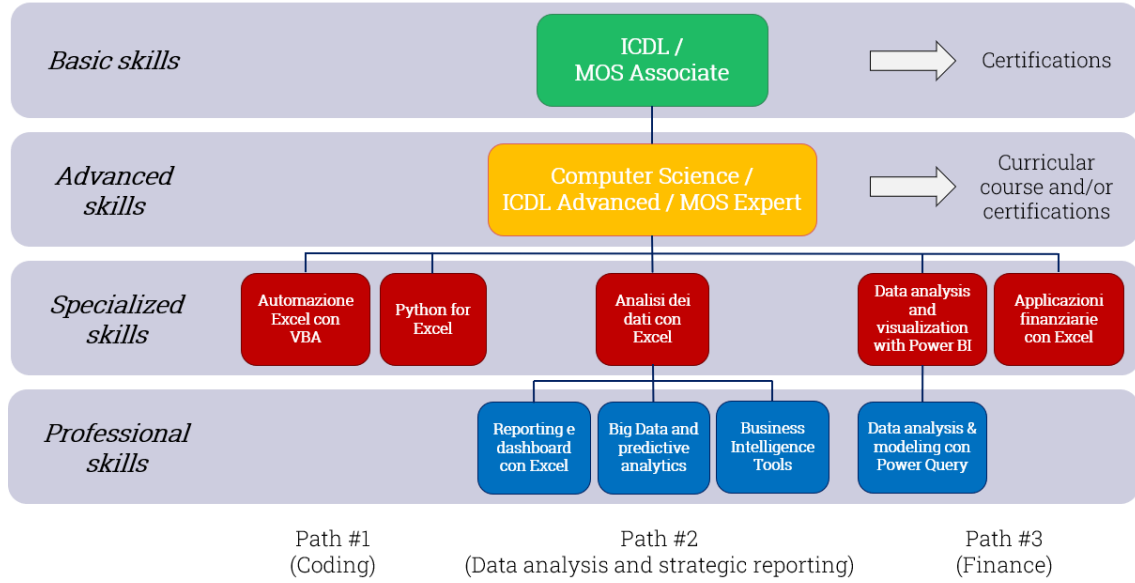 Basic skills
ICDL /
MOS Associate
Certifications
Advanced
skills
Computer Science /
ICDL Advanced / MOS Expert
Curricular
course and/or
certifications
Specialized
skills
Automazione
Excel con
VBA
Python for
Excel
Analisi dei
dati con
Excel
Data analysis
and
visualization
with Power BI
Applicazioni
finanziarie
con Excel
Professional
skills
Reporting e
dashboard
con Excel
Big Data and
predictive
analytics
Business
Intelligence
Tools
Data analysis &
modeling con
Power Query
Path #1
(Coding)
Path #2
(Data analysis and strategic reporting)
Path #3
(Finance)